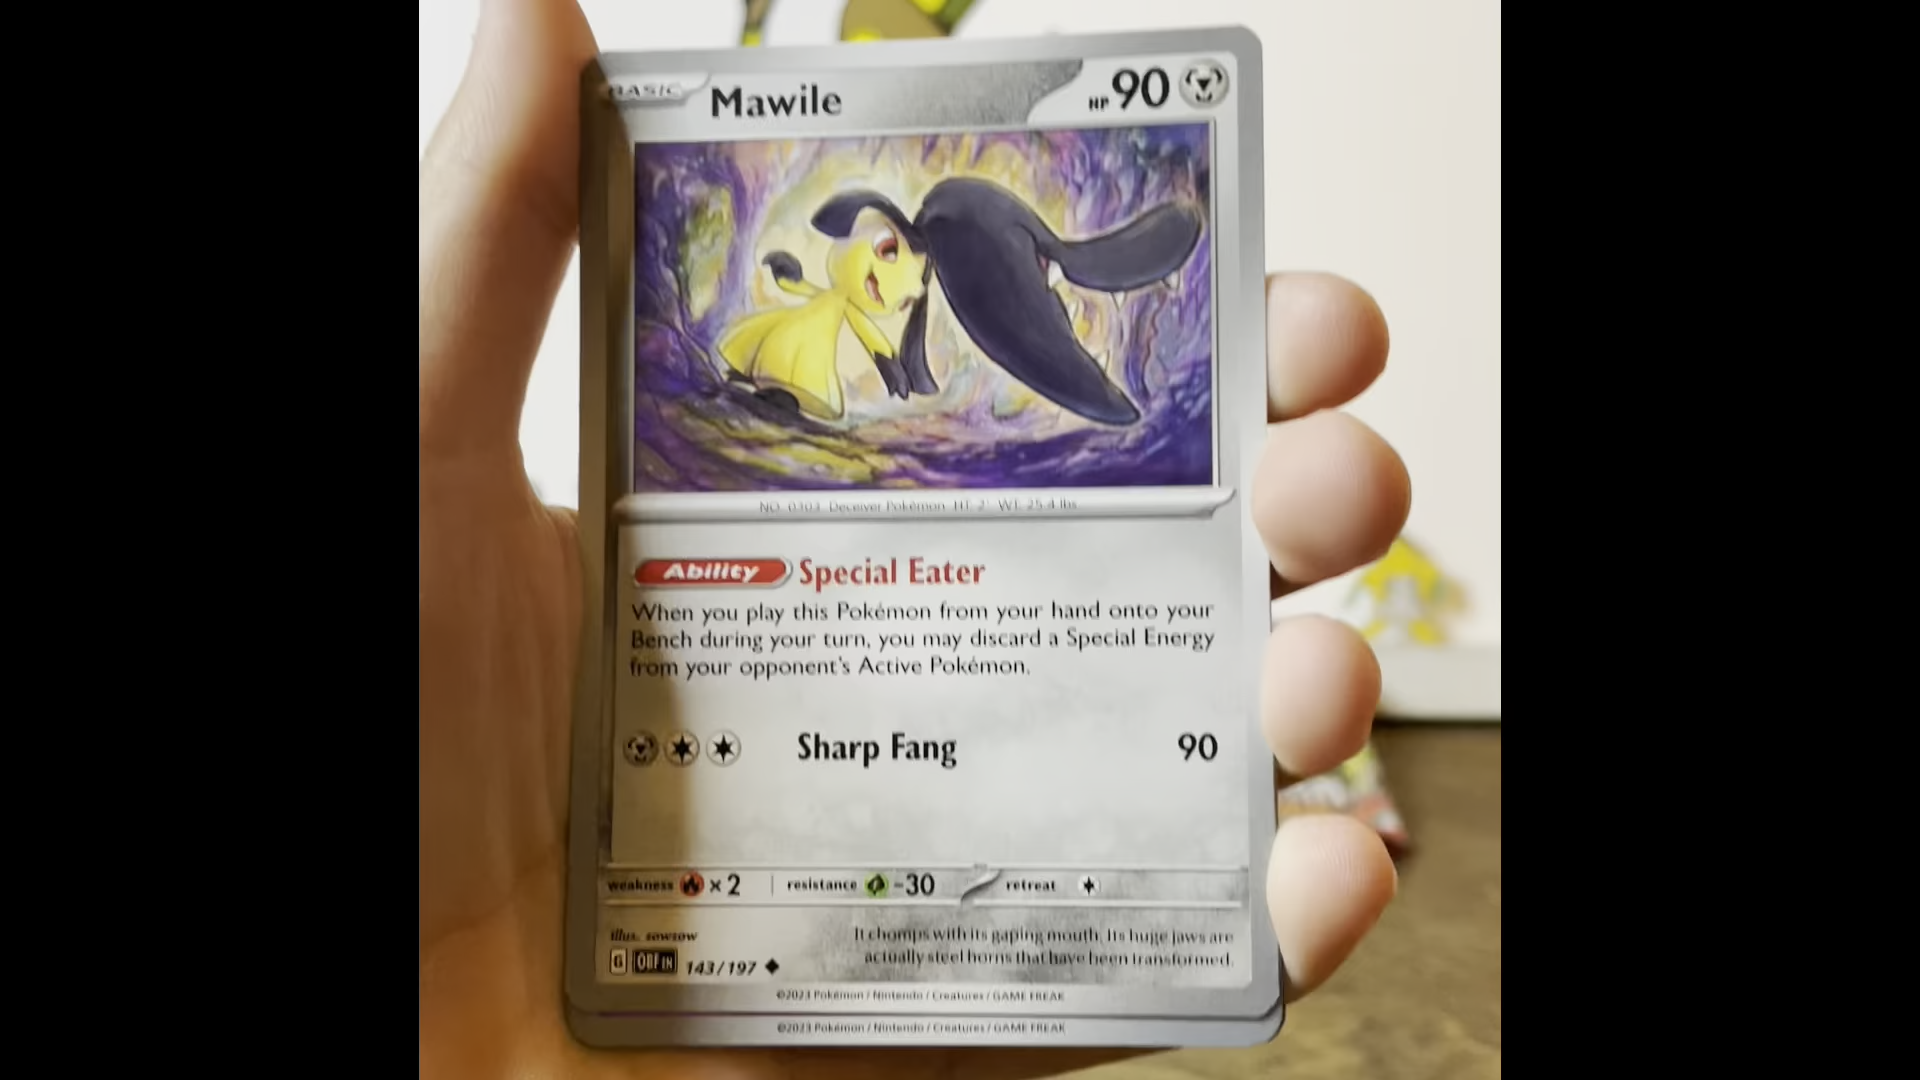 BASIC Mawile HP 90
NO. 0303 Deceiver Pokémon HT: 2' WT: 25.4 lbs
Ability Special Eater
When you play this Pokémon from your hand onto your
Bench during your turn, you may discard a Special Energy
from your opponent's Active Pokémon.
Sharp Fang 90
weakness ×2 resistance -30 retreat
Illus. sowsow
It chomps with its gaping mouth. Its huge jaws are
actually steel horns that have been transformed.
G OBF EN 143/197
©2023 Pokémon / Nintendo / Creatures / GAME FREAK
©2023 Pokémon / Nintendo / Creatures / GAME FREAK